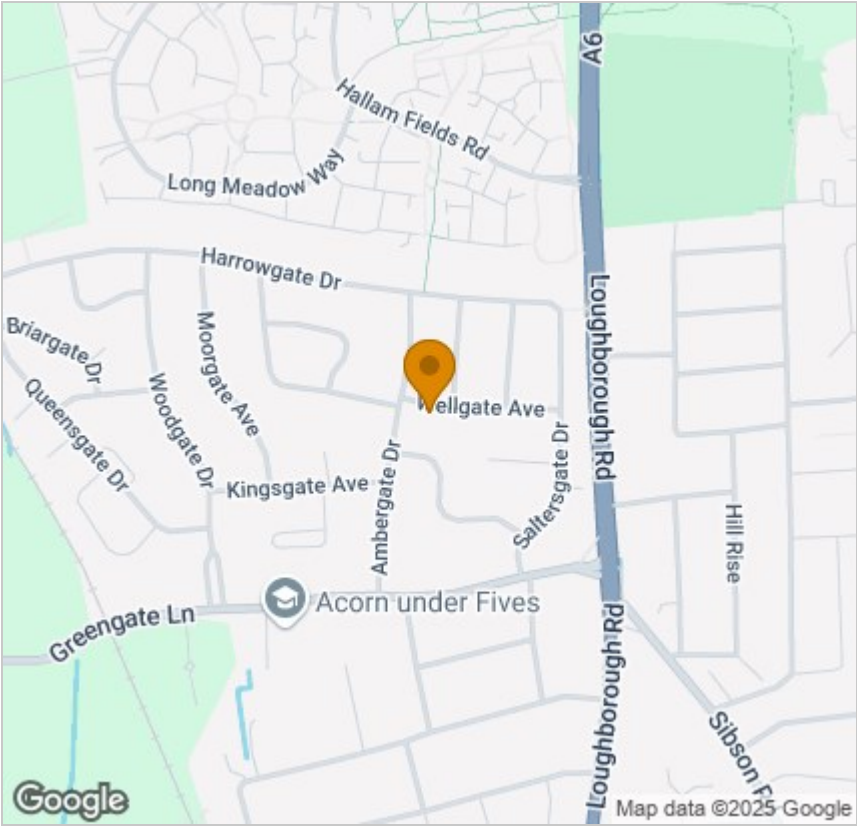 A6
Hallam Fields Rd
Long Meadow Way
Harrowgate Dr
Loughborough Rd
Briargate Dr
Moorgate Ave
Queensgate Dr
Woodgate Dr
Wellgate Ave
Ambergate Dr
Saltersgate Dr
Kingsgate Ave
Hill Rise
Acorn under Fives
Greengate Ln
Loughborough Rd
Sibson
Google
Map data ©2025 Google